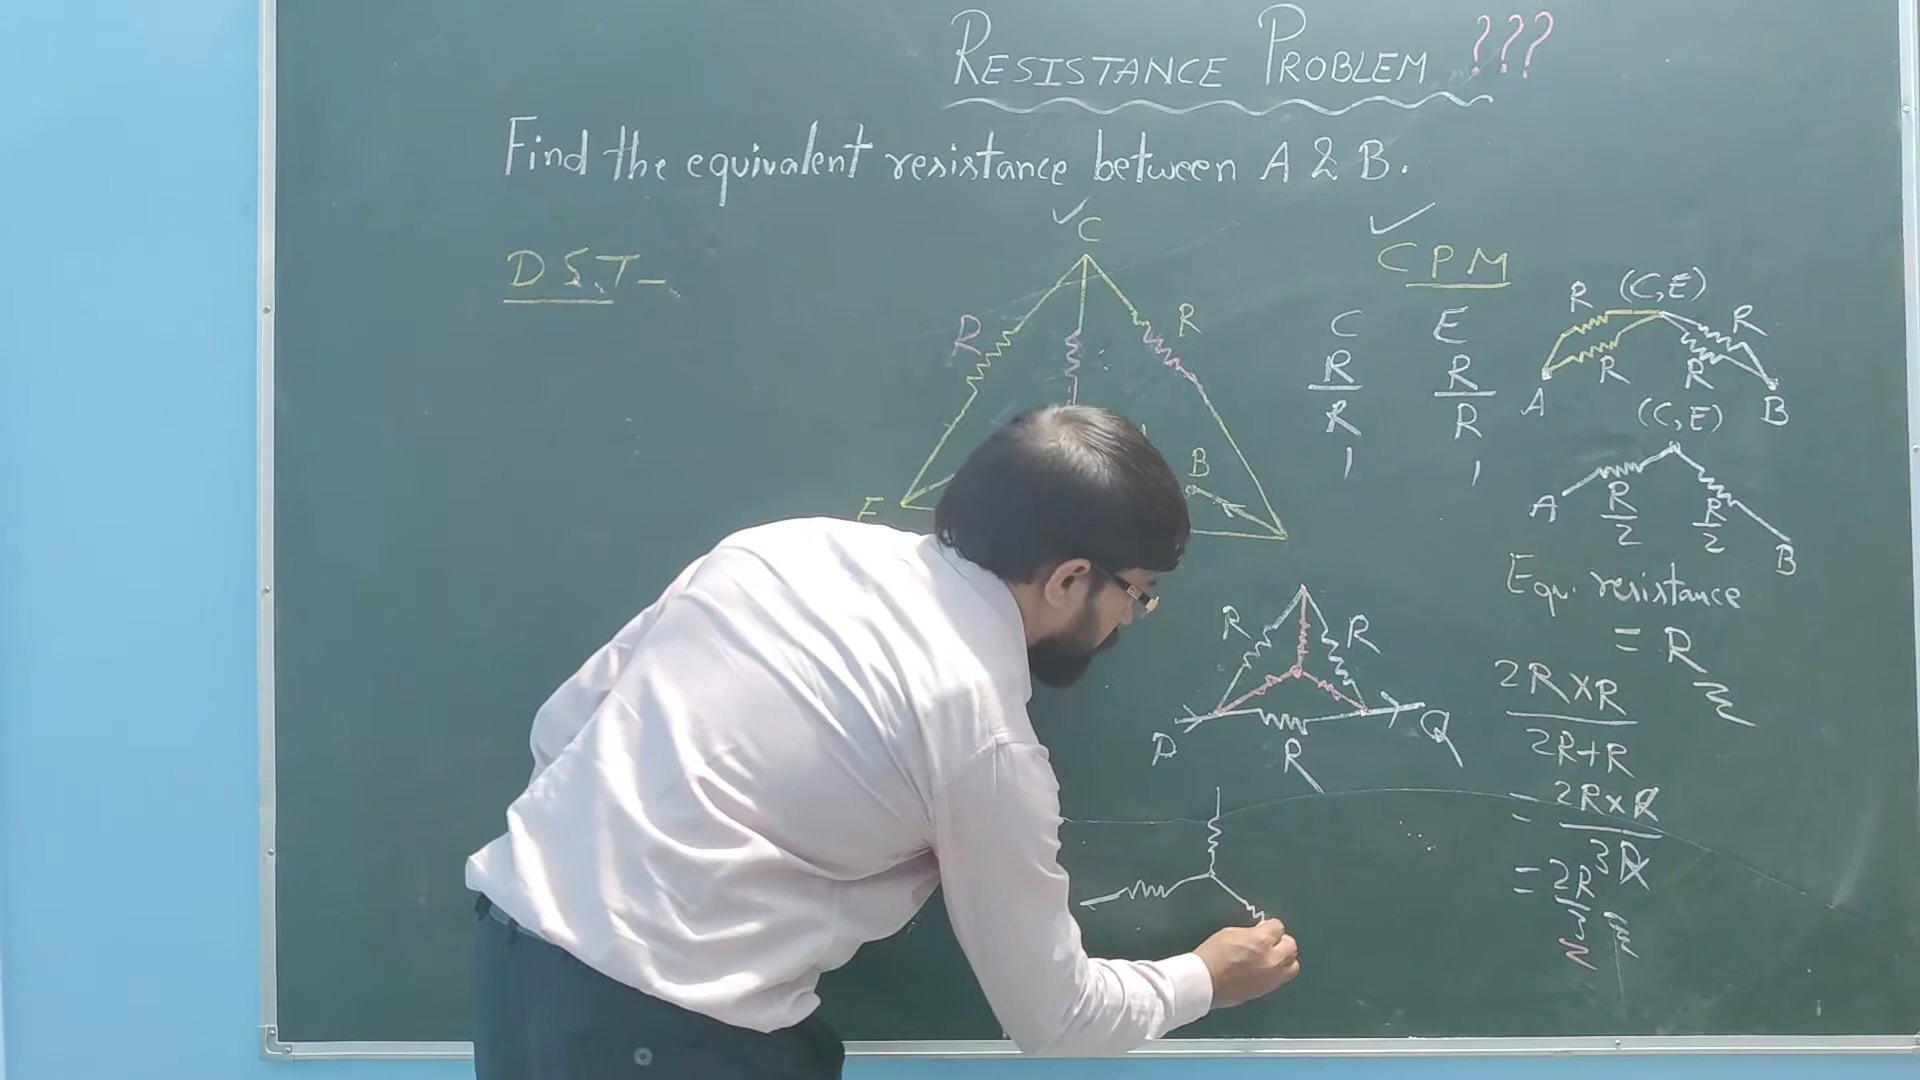 RESISTANCE PROBLEM ???
Find the equivalent resistance between A & B.
D.S.T-
C
R
R
E
B
CPM
C E
R/R R/R
1 1
R (C,E) R
R R
A B
(C,E)
A R/2 R/2 B
Equ. resistance
= R
R R
R
Q
2R×R
2R+R
= 2R×R
3R
= 2R
3